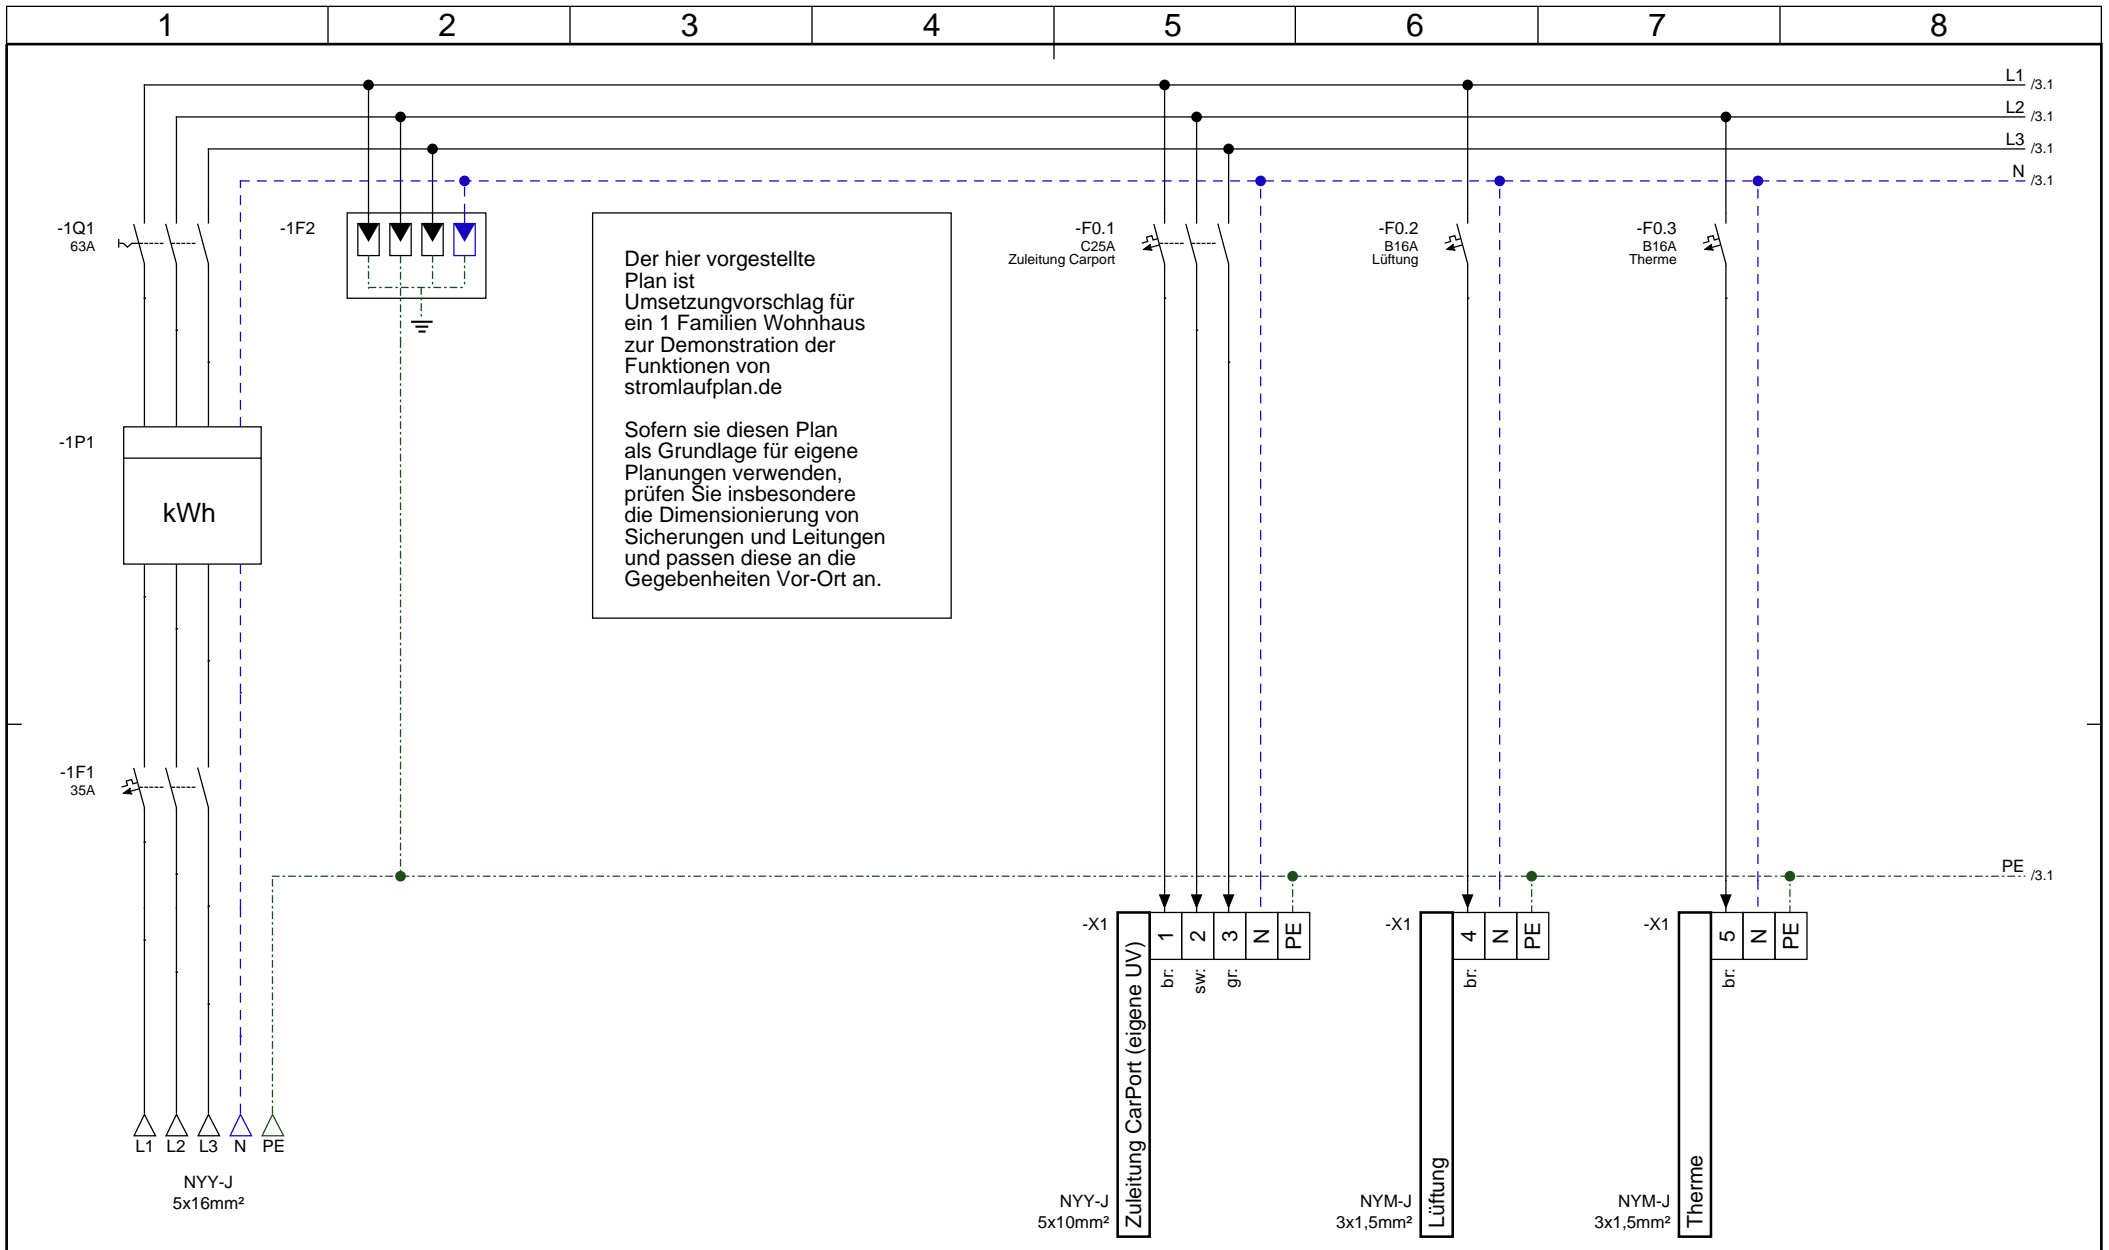 1 2 3 4 5 6 7 8
L1 /3.1
L2 /3.1
L3 /3.1
N /3.1
-1Q1
63A
-1F2
Der hier vorgestellte
Plan ist
Umsetzungvorschlag für
ein 1 Familien Wohnhaus
zur Demonstration der
Funktionen von
stromlaufplan.de
Sofern sie diesen Plan
als Grundlage für eigene
Planungen verwenden,
prüfen Sie insbesondere
die Dimensionierung von
Sicherungen und Leitungen
und passen diese an die
Gegebenheiten Vor-Ort an.
-F0.1
C25A
Zuleitung Carport
-F0.2
B16A
Lüftung
-F0.3
B16A
Therme
-1P1
kWh
-1F1
35A
PE /3.1
-X1
Zuleitung CarPort (eigene UV)
1 2 3 N PE
br: sw: gr:
NYY-J
5x10mm²
-X1
Lüftung
4 N PE
br:
NYM-J
3x1,5mm²
-X1
Therme
5 N PE
br:
NYM-J
3x1,5mm²
L1 L2 L3 N PE
NYY-J
5x16mm²